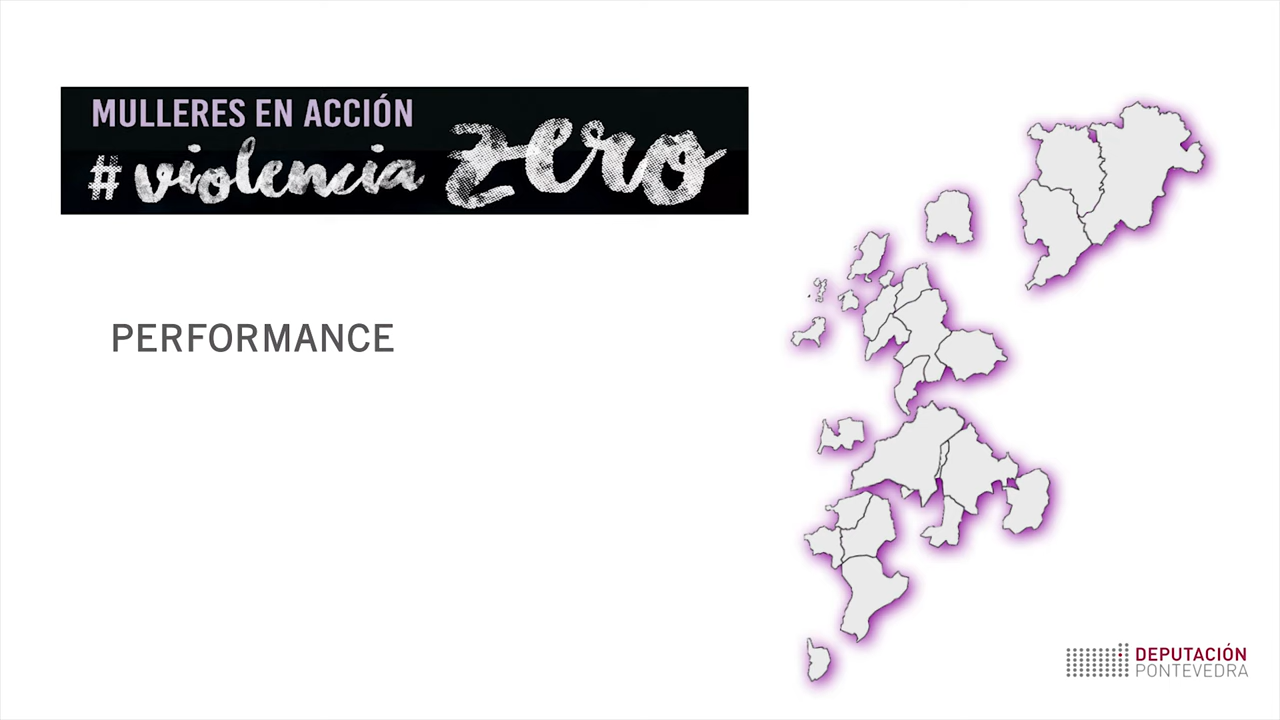 MULLERES EN ACCIÓN
#violencia zero
PERFORMANCE
DEPUTACIÓN
PONTEVEDRA